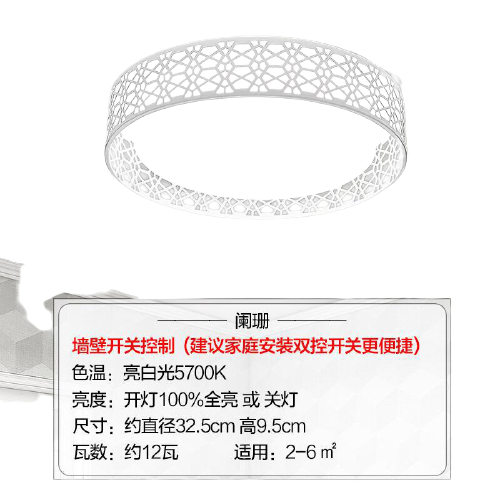 阑珊
墙壁开关控制（建议家庭安装双控开关更便捷）
色温：亮白光5700K
亮度：开灯100%全亮 或 关灯
尺寸：约直径32.5cm 高9.5cm
瓦数：约12瓦 适用：2-6㎡